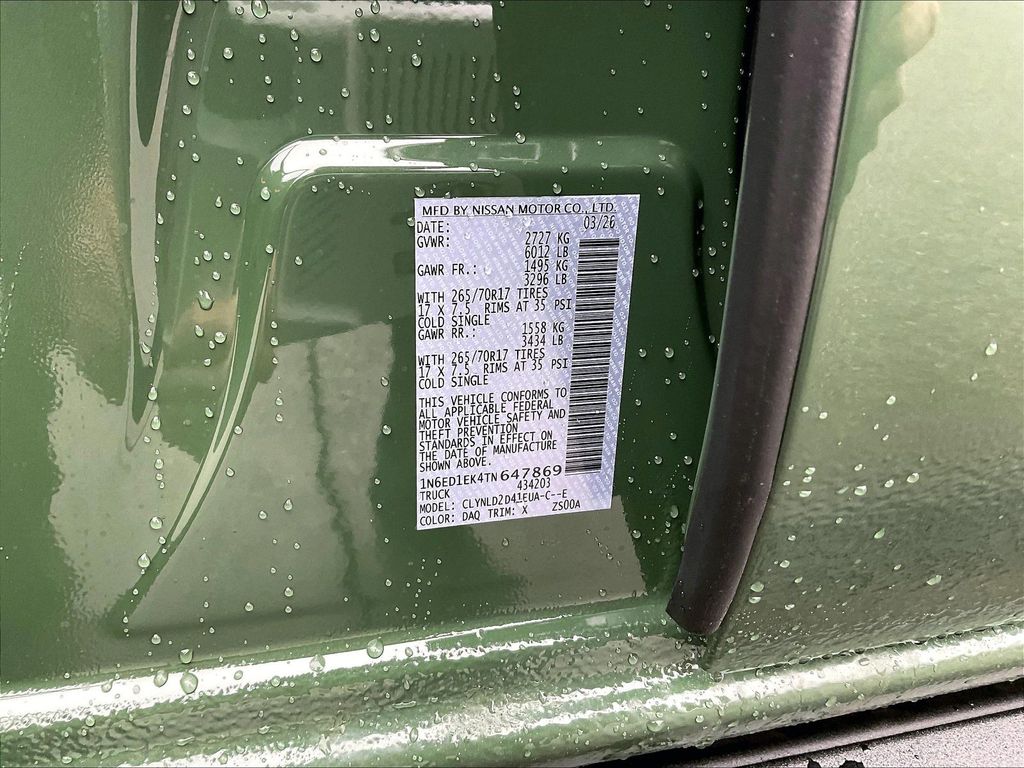 MFD BY NISSAN MOTOR CO., LTD.
DATE: 03/26
GVWR: 2727 KG
6012 LB
GAWR FR.: 1495 KG
3296 LB
WITH 265/70R17 TIRES
17 X 7.5 RIMS AT 35 PSI
COLD SINGLE
GAWR RR.: 1558 KG
3434 LB
WITH 265/70R17 TIRES
17 X 7.5 RIMS AT 35 PSI
COLD SINGLE
THIS VEHICLE CONFORMS TO
ALL APPLICABLE FEDERAL
MOTOR VEHICLE SAFETY AND
THEFT PREVENTION
STANDARDS IN EFFECT ON
THE DATE OF MANUFACTURE
SHOWN ABOVE.
1N6ED1EK4TN647869
TRUCK 434203
MODEL: CLYNLD2D41EUA-C--E
COLOR: DAQ TRIM: X ZS00A